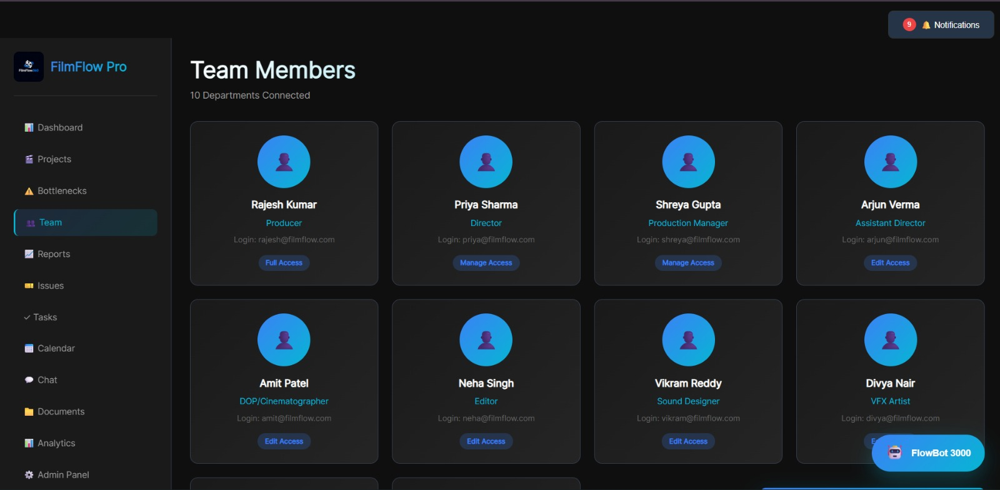 9 Notifications
FilmFlow360
FilmFlow Pro
Team Members
10 Departments Connected
Dashboard
Projects
Bottlenecks
Team
Reports
Issues
Tasks
Calendar
Chat
Documents
Analytics
Admin Panel
Rajesh Kumar
Producer
Login: rajesh@filmflow.com
Full Access
Priya Sharma
Director
Login: priya@filmflow.com
Manage Access
Shreya Gupta
Production Manager
Login: shreya@filmflow.com
Manage Access
Arjun Verma
Assistant Director
Login: arjun@filmflow.com
Edit Access
Amit Patel
DOP/Cinematographer
Login: amit@filmflow.com
Edit Access
Neha Singh
Editor
Login: neha@filmflow.com
Edit Access
Vikram Reddy
Sound Designer
Login: vikram@filmflow.com
Edit Access
Divya Nair
VFX Artist
Login: divya@filmflow.com
FlowBot 3000